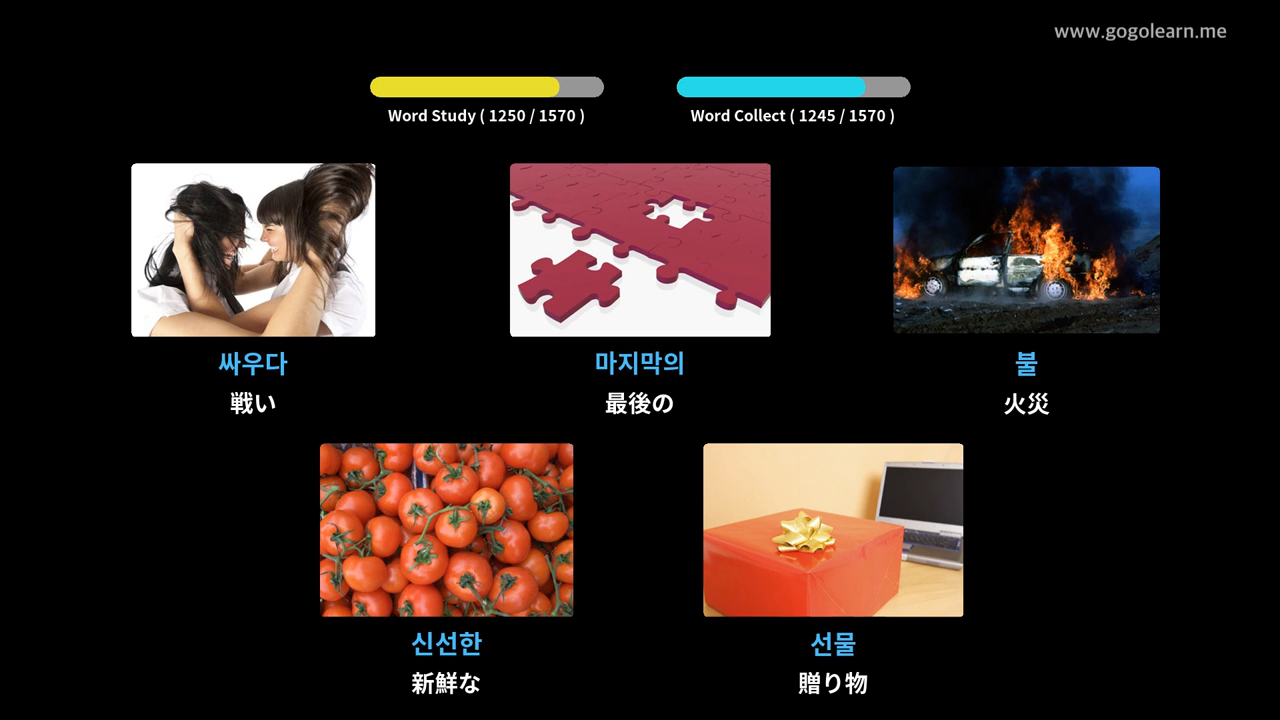 www.gogolearn.me
Word Study ( 1250 / 1570 )
Word Collect ( 1245 / 1570 )
싸우다
戦い
마지막의
最後の
불
火災
신선한
新鮮な
선물
贈り物